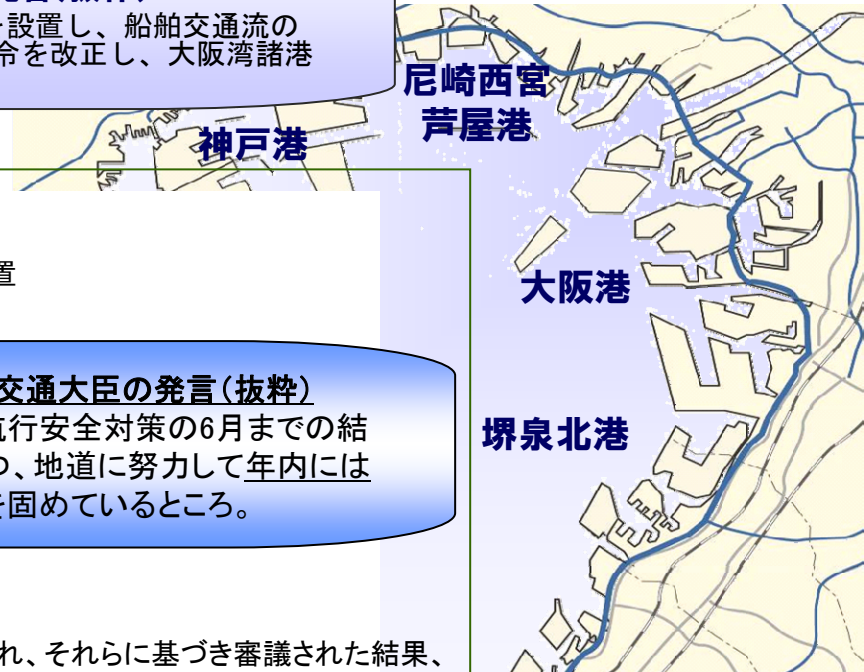 を設置し、船舶交通流の
令を改正し、大阪湾諸港
尼崎西宮
芦屋港
神戸港
置
大阪港
交通大臣の発言(抜粋)
航行安全対策の6月までの結
つ、地道に努力して年内には
を固めているところ。
堺泉北港
れ、それらに基づき審議された結果、